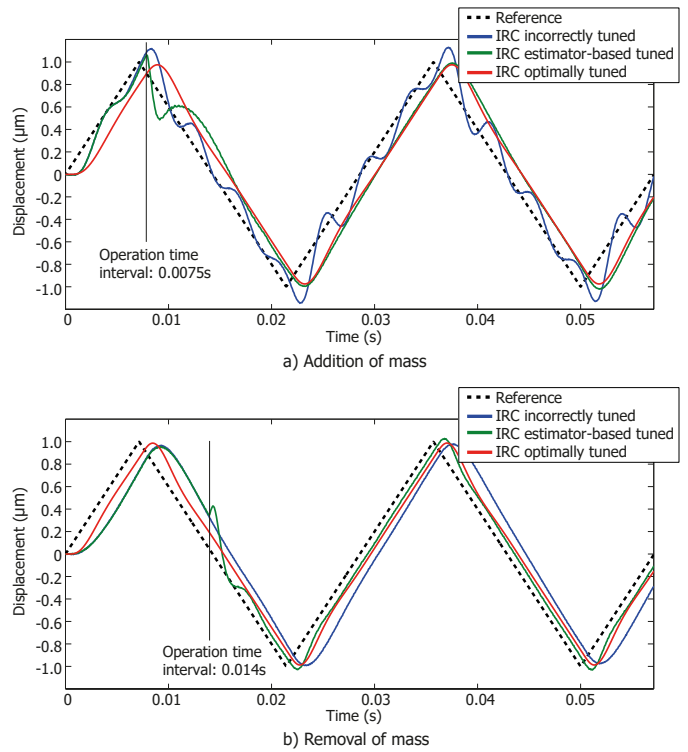 Reference
IRC incorrectly tuned
IRC estimator-based tuned
IRC optimally tuned
1.0
0.8
0.6
0.4
0.2
0
-0.2
-0.4
-0.6
-0.8
-1.0
Displacement (µm)
Operation time
interval: 0.0075s
0 0.01 0.02 0.03 0.04 0.05
Time (s)
a) Addition of mass
Reference
IRC incorrectly tuned
IRC estimator-based tuned
IRC optimally tuned
1.0
0.8
0.6
0.4
0.2
0
-0.2
-0.4
-0.6
-0.8
-1.0
Displacement (µm)
Operation time
interval: 0.014s
0 0.01 0.02 0.03 0.04 0.05
Time (s)
b) Removal of mass